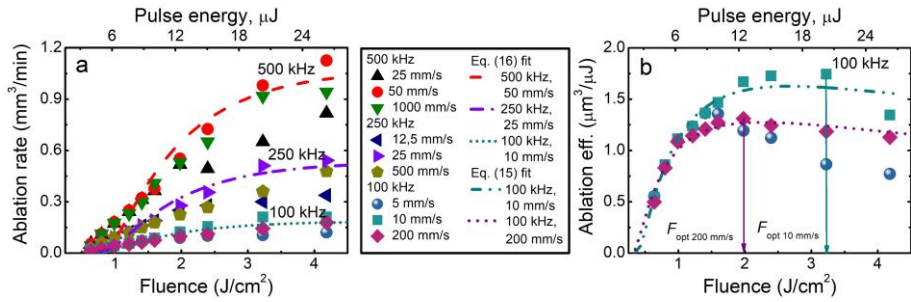 Pulse energy, µJ
6 12 18 24
a
500 kHz
250 kHz
100 kHz
Ablation rate (mm³/min)
1.2
0.9
0.6
0.3
0.0
1 2 3 4
Fluence (J/cm²)
500 kHz
25 mm/s
50 mm/s
1000 mm/s
250 kHz
12,5 mm/s
25 mm/s
500 mm/s
100 kHz
5 mm/s
10 mm/s
200 mm/s
Eq. (16) fit
500 kHz,
50 mm/s
250 kHz,
25 mm/s
100 kHz,
10 mm/s
Eq. (15) fit
100 kHz,
10 mm/s
100 kHz,
200 mm/s
Pulse energy, µJ
6 12 18 24
b
100 kHz
Ablation eff. (µm³/µJ)
2.0
1.5
1.0
0.5
0.0
F opt 200 mm/s
F opt 10 mm/s
0 1 2 3 4
Fluence (J/cm²)